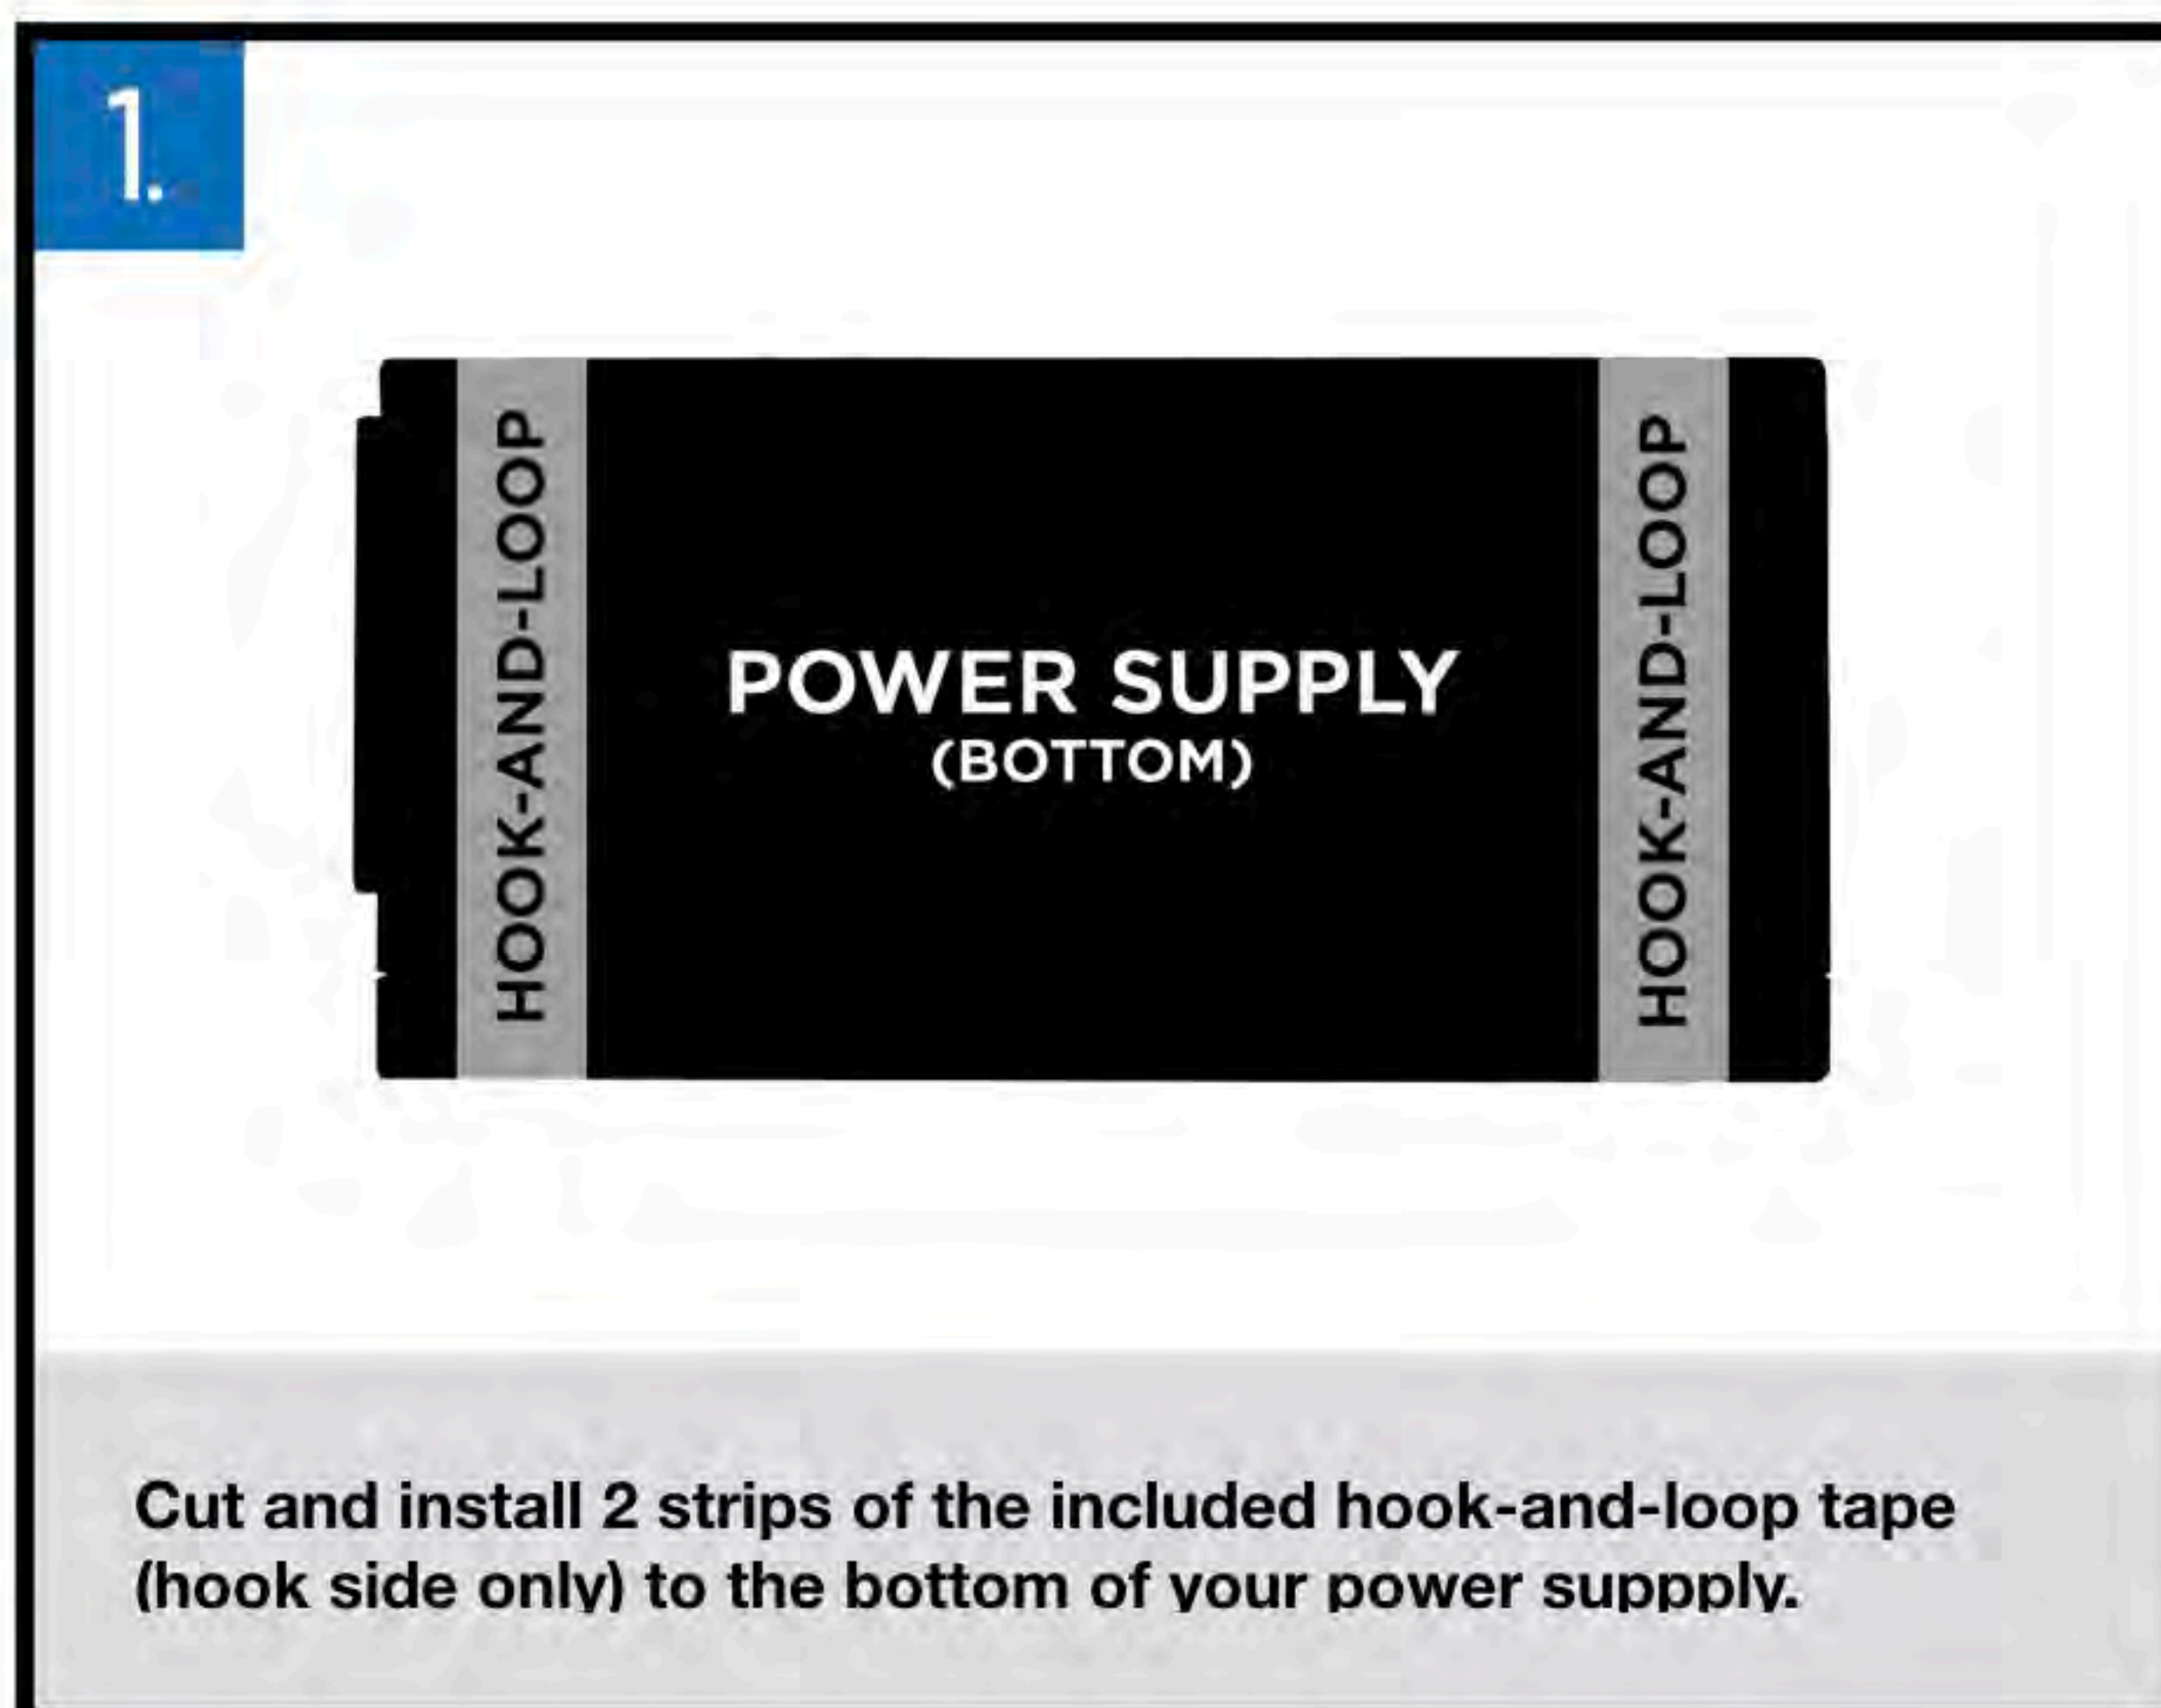 1.
HOOK-AND-LOOP
POWER SUPPLY
(BOTTOM)
HOOK-AND-LOOP
Cut and install 2 strips of the included hook-and-loop tape
(hook side only) to the bottom of your power suppply.